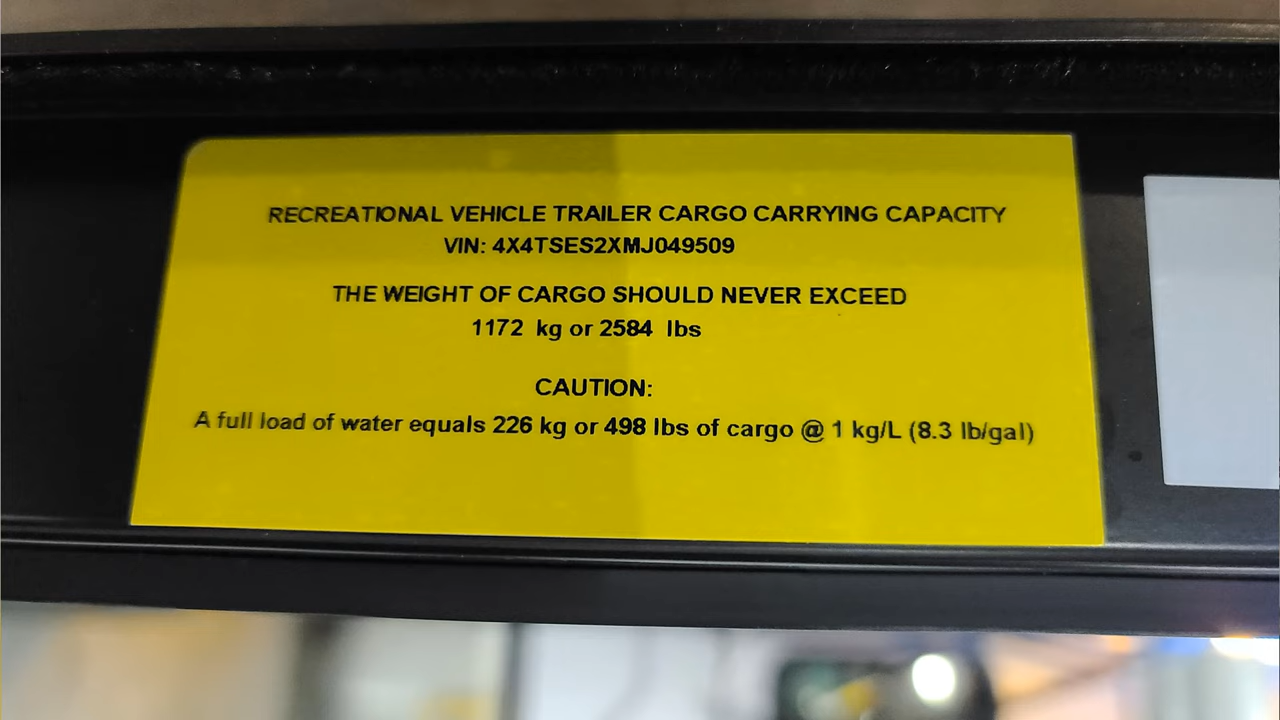 RECREATIONAL VEHICLE TRAILER CARGO CARRYING CAPACITY
VIN: 4X4TSES2XMJ049509
THE WEIGHT OF CARGO SHOULD NEVER EXCEED
1172 kg or 2584 lbs
CAUTION:
A full load of water equals 226 kg or 498 lbs of cargo @ 1 kg/L (8.3 lb/gal)